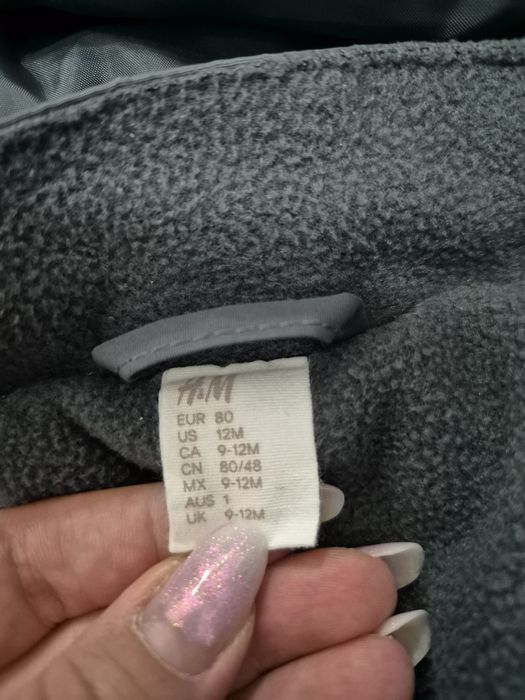 H&M
EUR 80
US 12M
CA 9-12M
CN 80/48
MX 9-12M
AUS 1
UK 9-12M